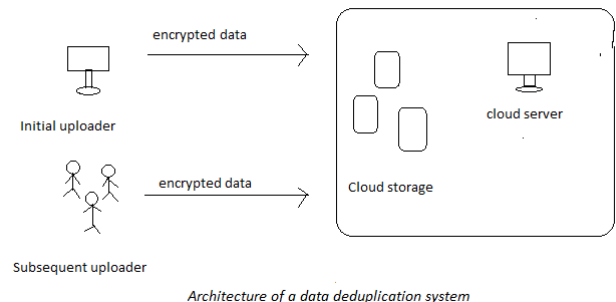 encrypted data
Initial uploader
cloud server
encrypted data
Cloud storage
Subsequent uploader
Architecture of a data deduplication system